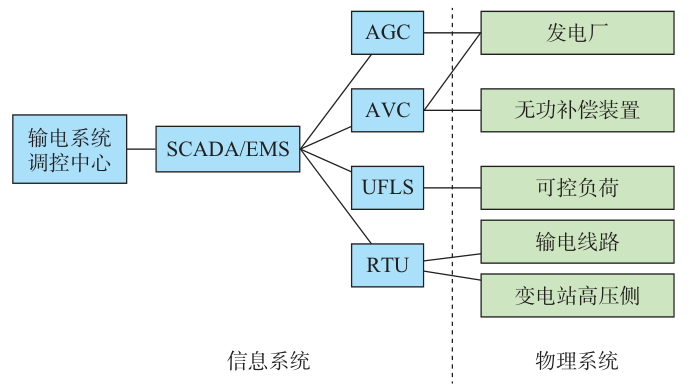 AGC
发电厂
AVC
无功补偿装置
输电系统
调控中心
SCADA/EMS
UFLS
可控负荷
输电线路
RTU
变电站高压侧
信息系统
物理系统